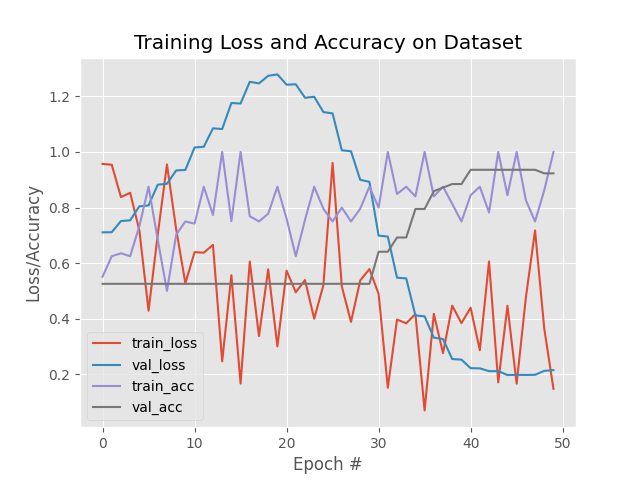 Training Loss and Accuracy on Dataset
Loss/Accuracy
1.2
1.0
0.8
0.6
0.4
0.2
train_loss
val_loss
train_acc
val_acc
0 10 20 30 40 50
Epoch #